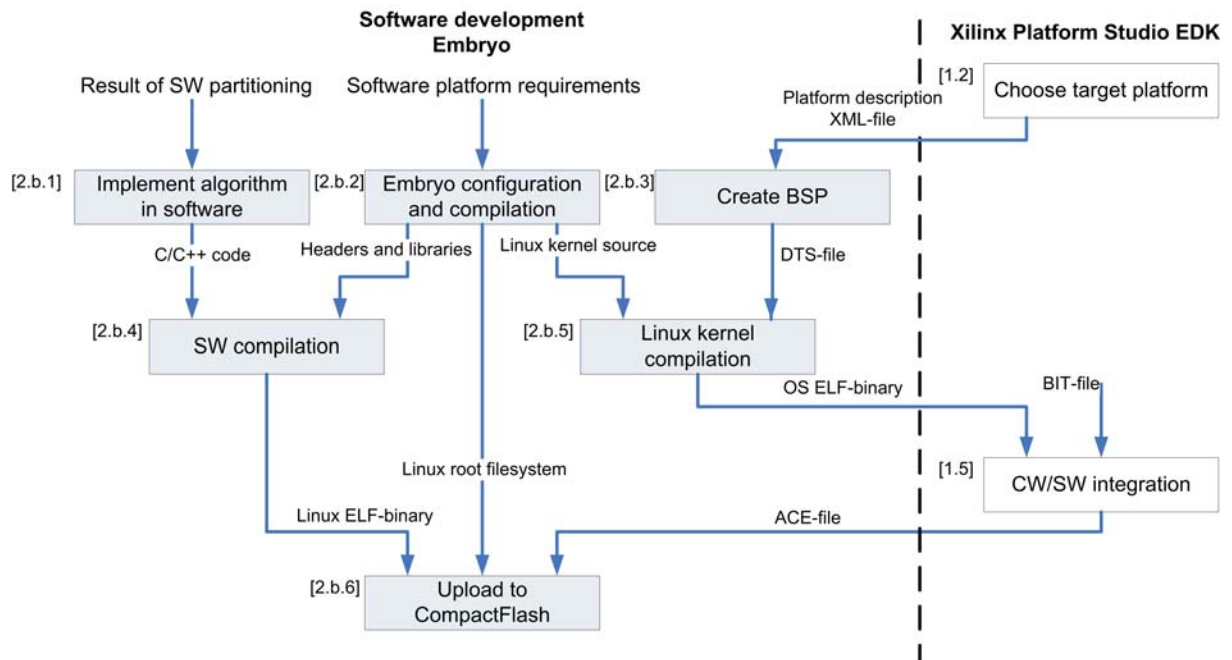 Software development
Embryo
Xilinx Platform Studio EDK
Result of SW partitioning
Software platform requirements
[1.2]
Choose target platform
Platform description
XML-file
[2.b.1]
Implement algorithm
in software
[2.b.2]
Embryo configuration
and compilation
[2.b.3]
Create BSP
C/C++ code
Headers and libraries
Linux kernel source
DTS-file
[2.b.4]
SW compilation
[2.b.5]
Linux kernel
compilation
OS ELF-binary
BIT-file
Linux root filesystem
[1.5]
CW/SW integration
Linux ELF-binary
ACE-file
[2.b.6]
Upload to
CompactFlash